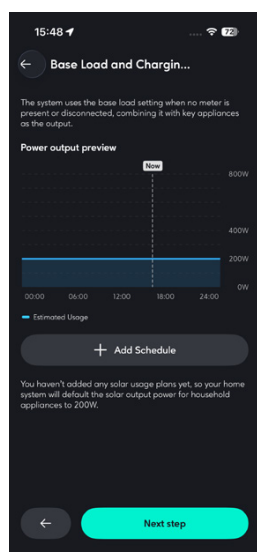 15:48
72
Base Load and Chargin...
The system uses the base load setting when no meter is
present or disconnected, combining it with key appliances
as the output.
Power output preview
Now
800W
400W
200W
0W
00:00 06:00 12:00 18:00 24:00
Estimated Usage
+ Add Schedule
You haven't added any solar usage plans yet, so your home
system will default the solar output power for household
appliances to 200W.
Next step